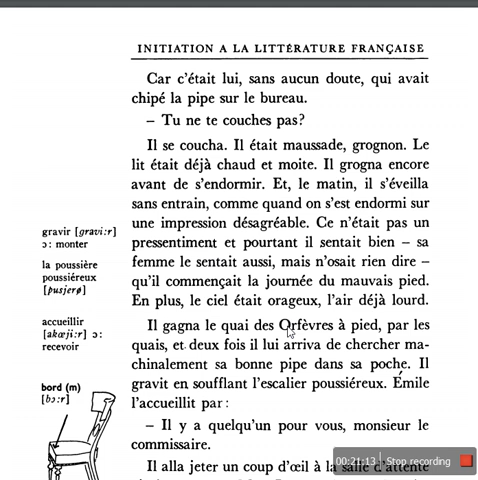 INITIATION A LA LITTÉRATURE FRANÇAISE
Car c'était lui, sans aucun doute, qui avait
chipé la pipe sur le bureau.
– Tu ne te couches pas?
Il se coucha. Il était maussade, grognon. Le
lit était déjà chaud et moite. Il grogna encore
avant de s'endormir. Et, le matin, il s'éveilla
sans entrain, comme quand on s'est endormi sur
une impression désagréable. Ce n'était pas un
pressentiment et pourtant il sentait bien – sa
femme le sentait aussi, mais n'osait rien dire –
qu'il commençait la journée du mauvais pied.
En plus, le ciel était orageux, l'air déjà lourd.
Il gagna le quai des Orfèvres à pied, par les
quais, et deux fois il lui arriva de chercher ma-
chinalement sa bonne pipe dans sa poche. Il
gravit en soufflant l'escalier poussiéreux. Émile
l'accueillit par:
– Il y a quelqu'un pour vous, monsieur le
commissaire.
Il alla jeter un coup d'œil à la salle d'attente
gravir [gravi:r]
ɔ: monter
la poussière
poussiéreux
[pusjerø]
accueillir
[akœji:r] ɔ:
recevoir
bord (m)
[bɔ:r]
00:21:13 Stop recording